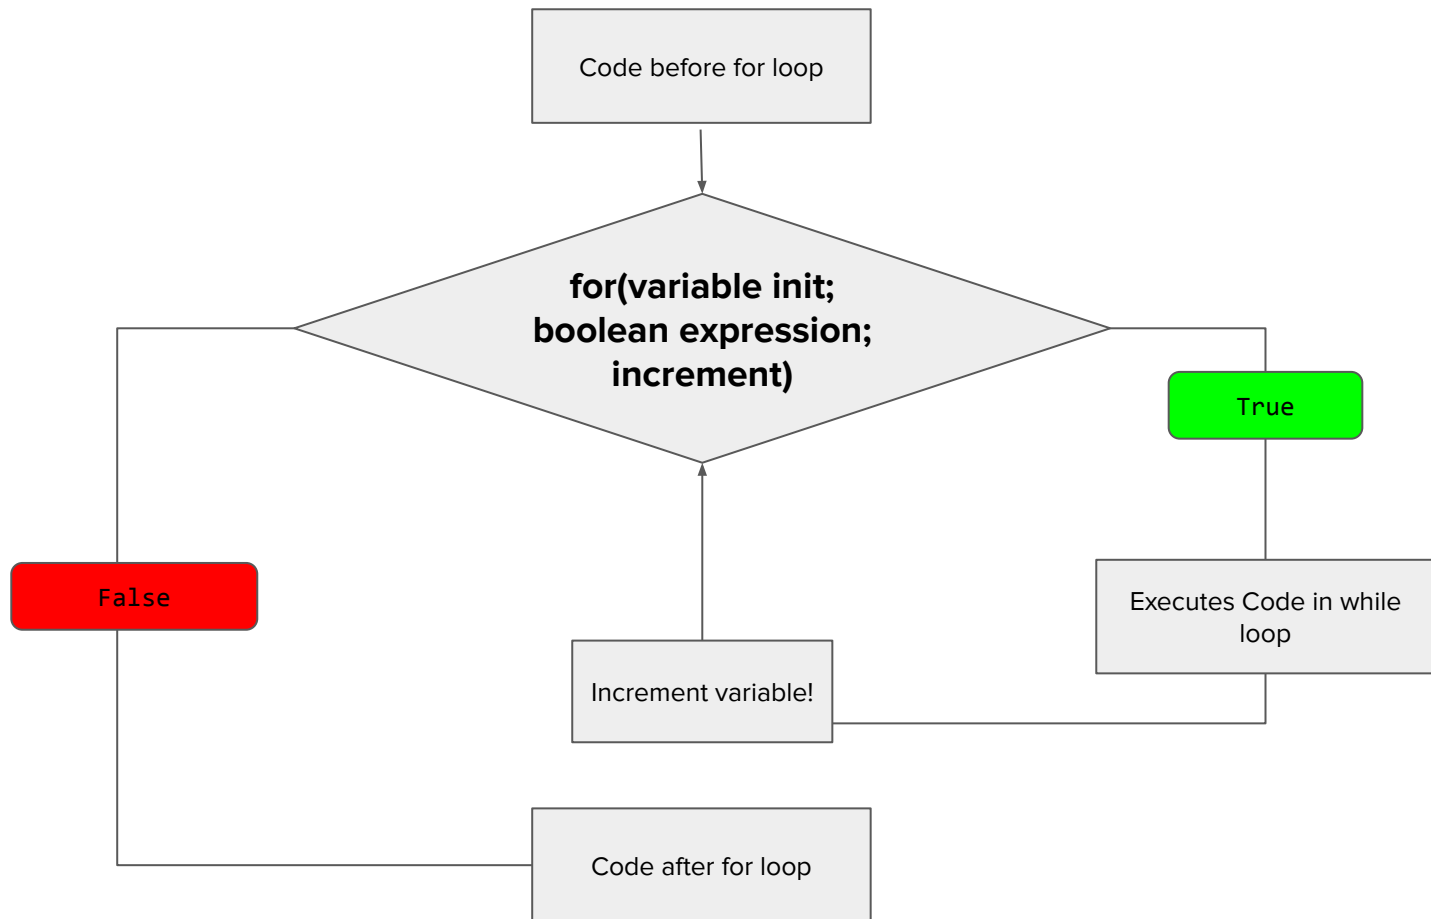 Code before for loop
for(variable init;
boolean expression;
increment)
True
False
Executes Code in while
loop
Increment variable!
Code after for loop